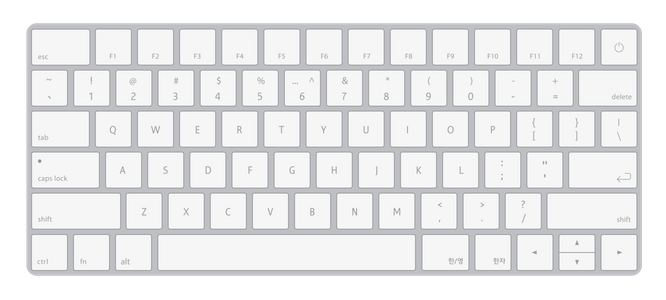 esc F1 F2 F3 F4 F5 F6 F7 F8 F9 F10 F11 F12
~ ! @ # $ % ... ^ & * ( ) - +
` 1 2 3 4 5 6 7 8 9 0 - = delete
tab Q W E R T Y U I O P { [ } ] | \
caps lock A S D F G H J K L : ; " '
shift Z X C V B N M < , > . ? / shift
ctrl fn alt 한/영 한자 ◄ ▲ ▼ ►